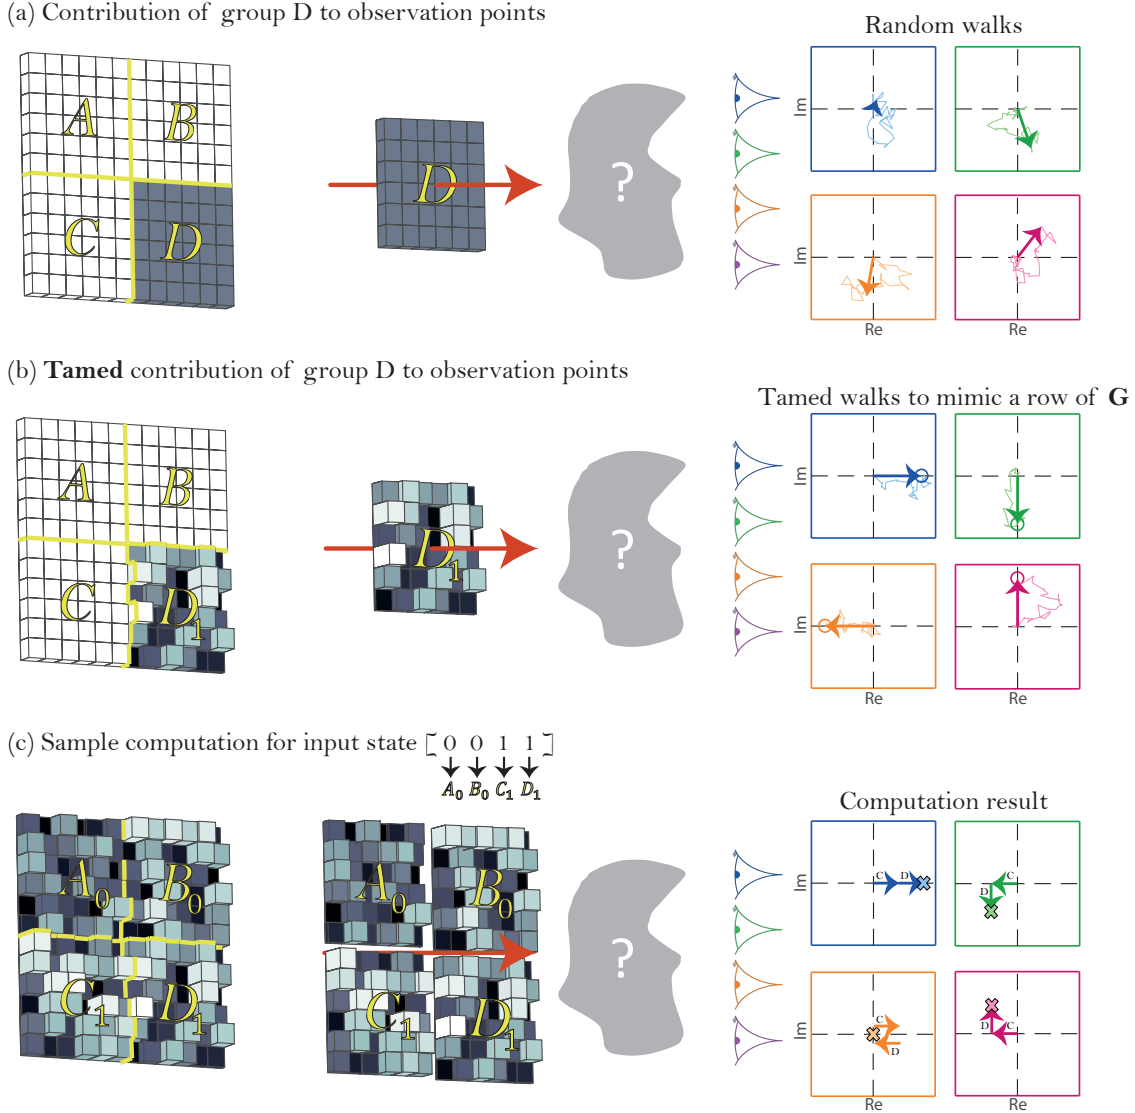 (a) Contribution of group D to observation points
Random walks
A B
C D
D
?
Im
Im
Re Re
(b) Tamed contribution of group D to observation points
Tamed walks to mimic a row of G
A B
C D1
D1
?
Im
Im
Re Re
(c) Sample computation for input state [ 0 0 1 1 ]
A0 B0 C1 D1
Computation result
A0 B0
C1 D1
A0 B0
C1 D1
?
Im
C D
C
D
Im
C
D
D C
Re Re